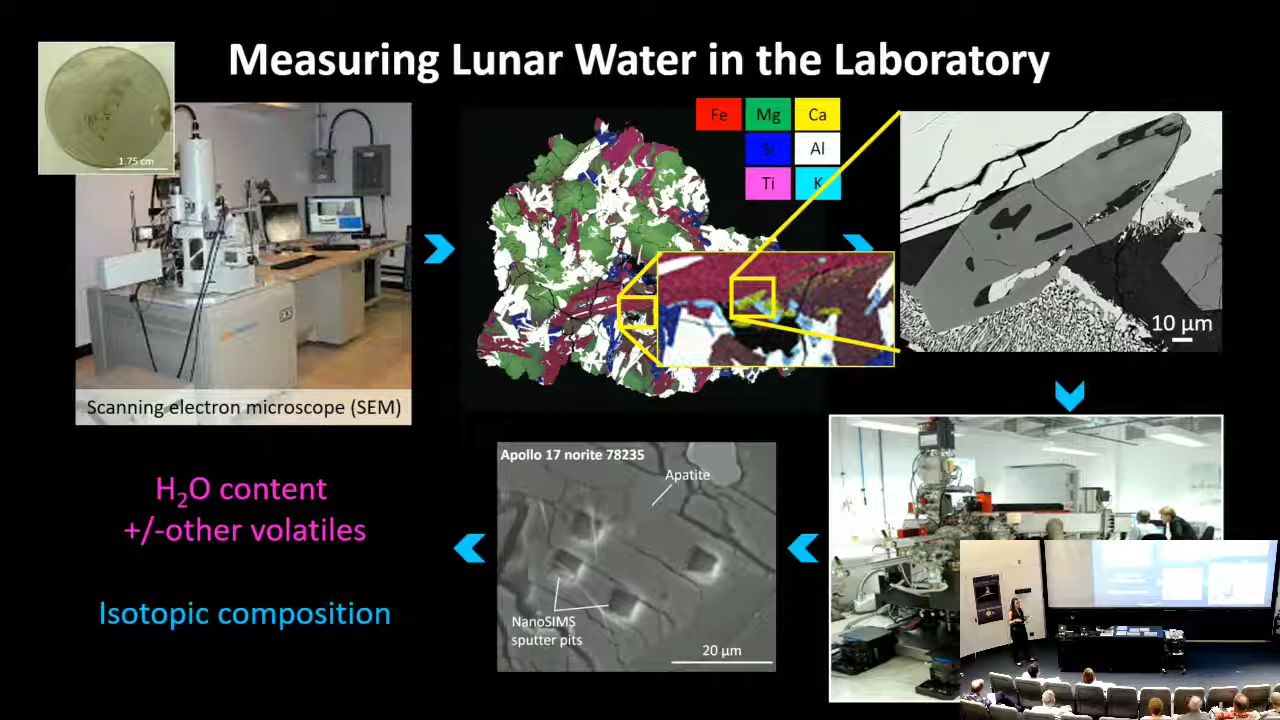 Measuring Lunar Water in the Laboratory
1.75 cm
Scanning electron microscope (SEM)
Fe Mg Ca
Si Al
Ti K
10 µm
Apollo 17 norite 78235
Apatite
NanoSIMS
sputter pits
20 µm
H₂O content
+/-other volatiles
Isotopic composition